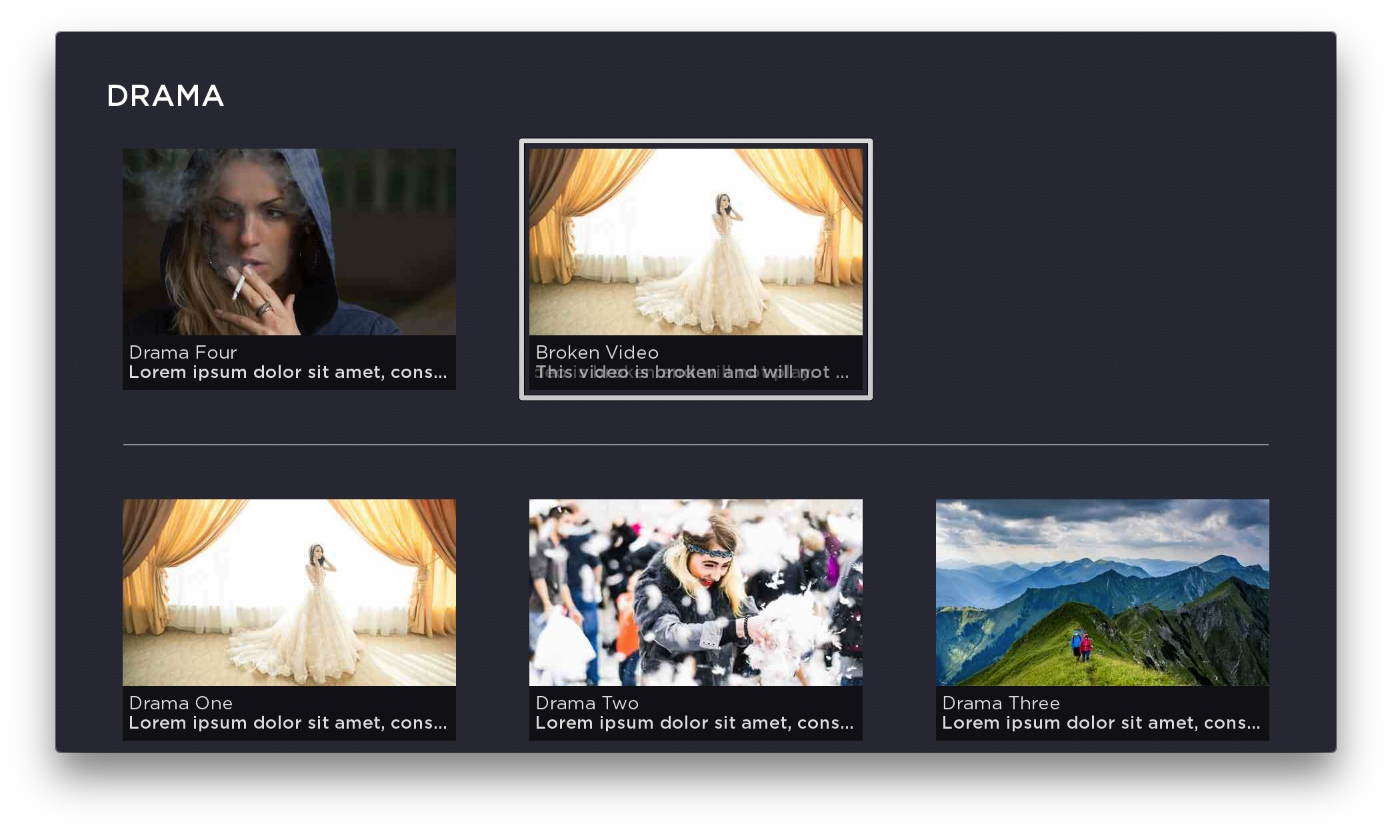 DRAMA
Drama Four
Lorem ipsum dolor sit amet, cons...
Broken Video
This video is broken and will not ...
Drama One
Lorem ipsum dolor sit amet, cons...
Drama Two
Lorem ipsum dolor sit amet, cons...
Drama Three
Lorem ipsum dolor sit amet, cons...